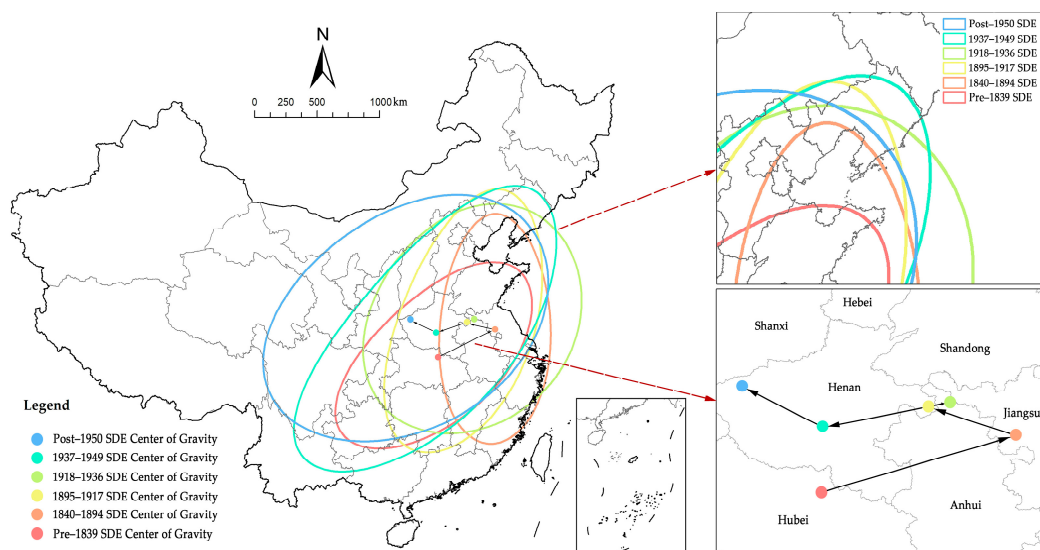 N
0 250 500 1000 km
Legend
Post–1950 SDE Center of Gravity
1937–1949 SDE Center of Gravity
1918–1936 SDE Center of Gravity
1895–1917 SDE Center of Gravity
1840–1894 SDE Center of Gravity
Pre–1839 SDE Center of Gravity
Post–1950 SDE
1937–1949 SDE
1918–1936 SDE
1895–1917 SDE
1840–1894 SDE
Pre–1839 SDE
Hebei
Shanxi
Shandong
Henan
Jiangsu
Anhui
Hubei